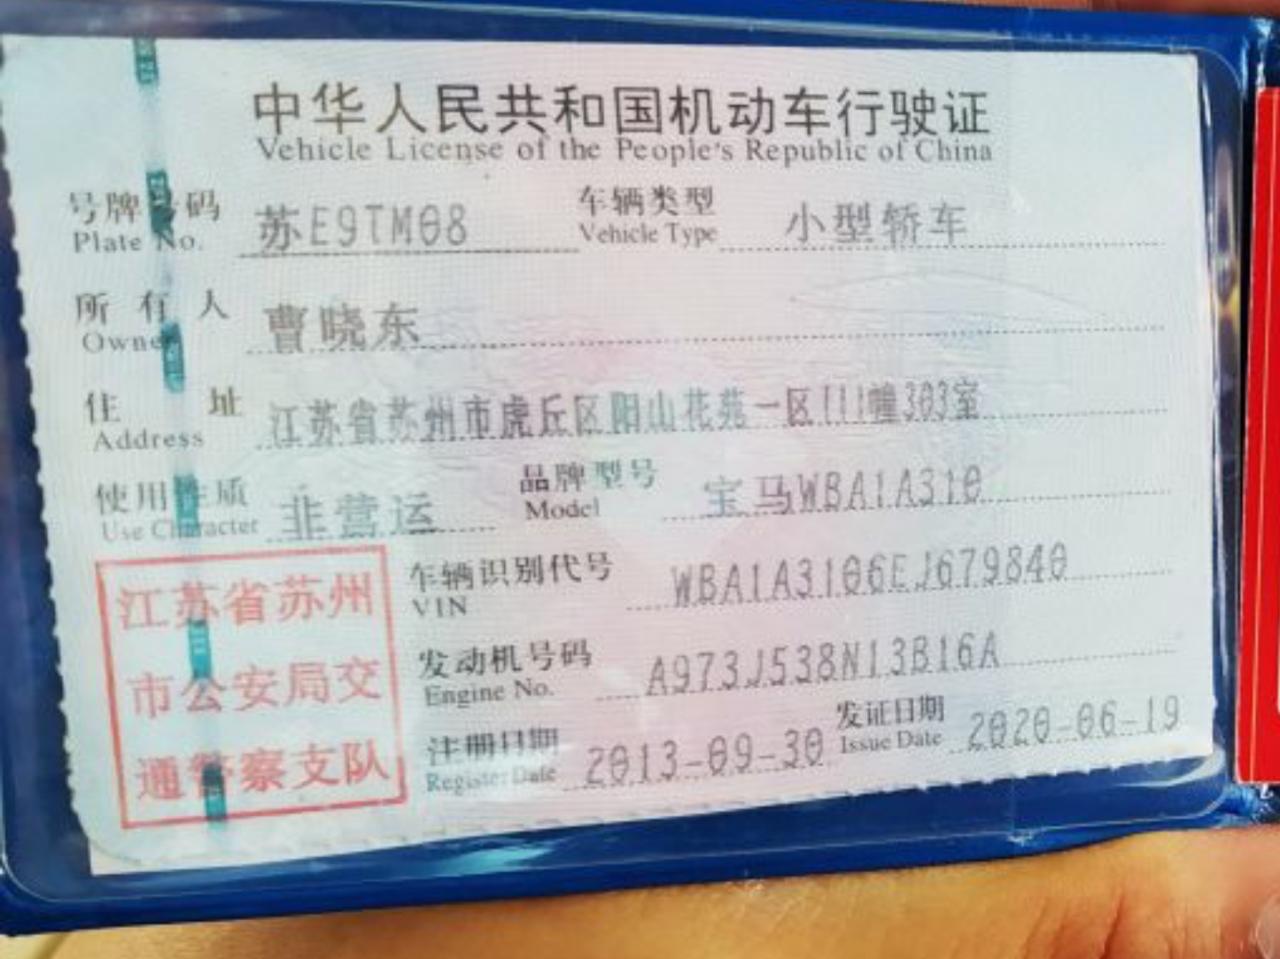 中华人民共和国机动车行驶证
Vehicle License of the People's Republic of China
号牌号码 苏E9TM08 车辆类型 小型轿车
Plate No. Vehicle Type
所有人 曹晓东
Owner
住址 江苏省苏州市虎丘区阳山花苑一区111幢303室
Address
使用性质 非营运 品牌型号 宝马WBA1A310
Use Character Model
江苏省苏州
市公安局交
通警察支队
车辆识别代号 WBA1A3106EJ679840
VIN
发动机号码 A973J538N13B16A
Engine No.
注册日期 2013-09-30 发证日期 2020-06-19
Register Date Issue Date